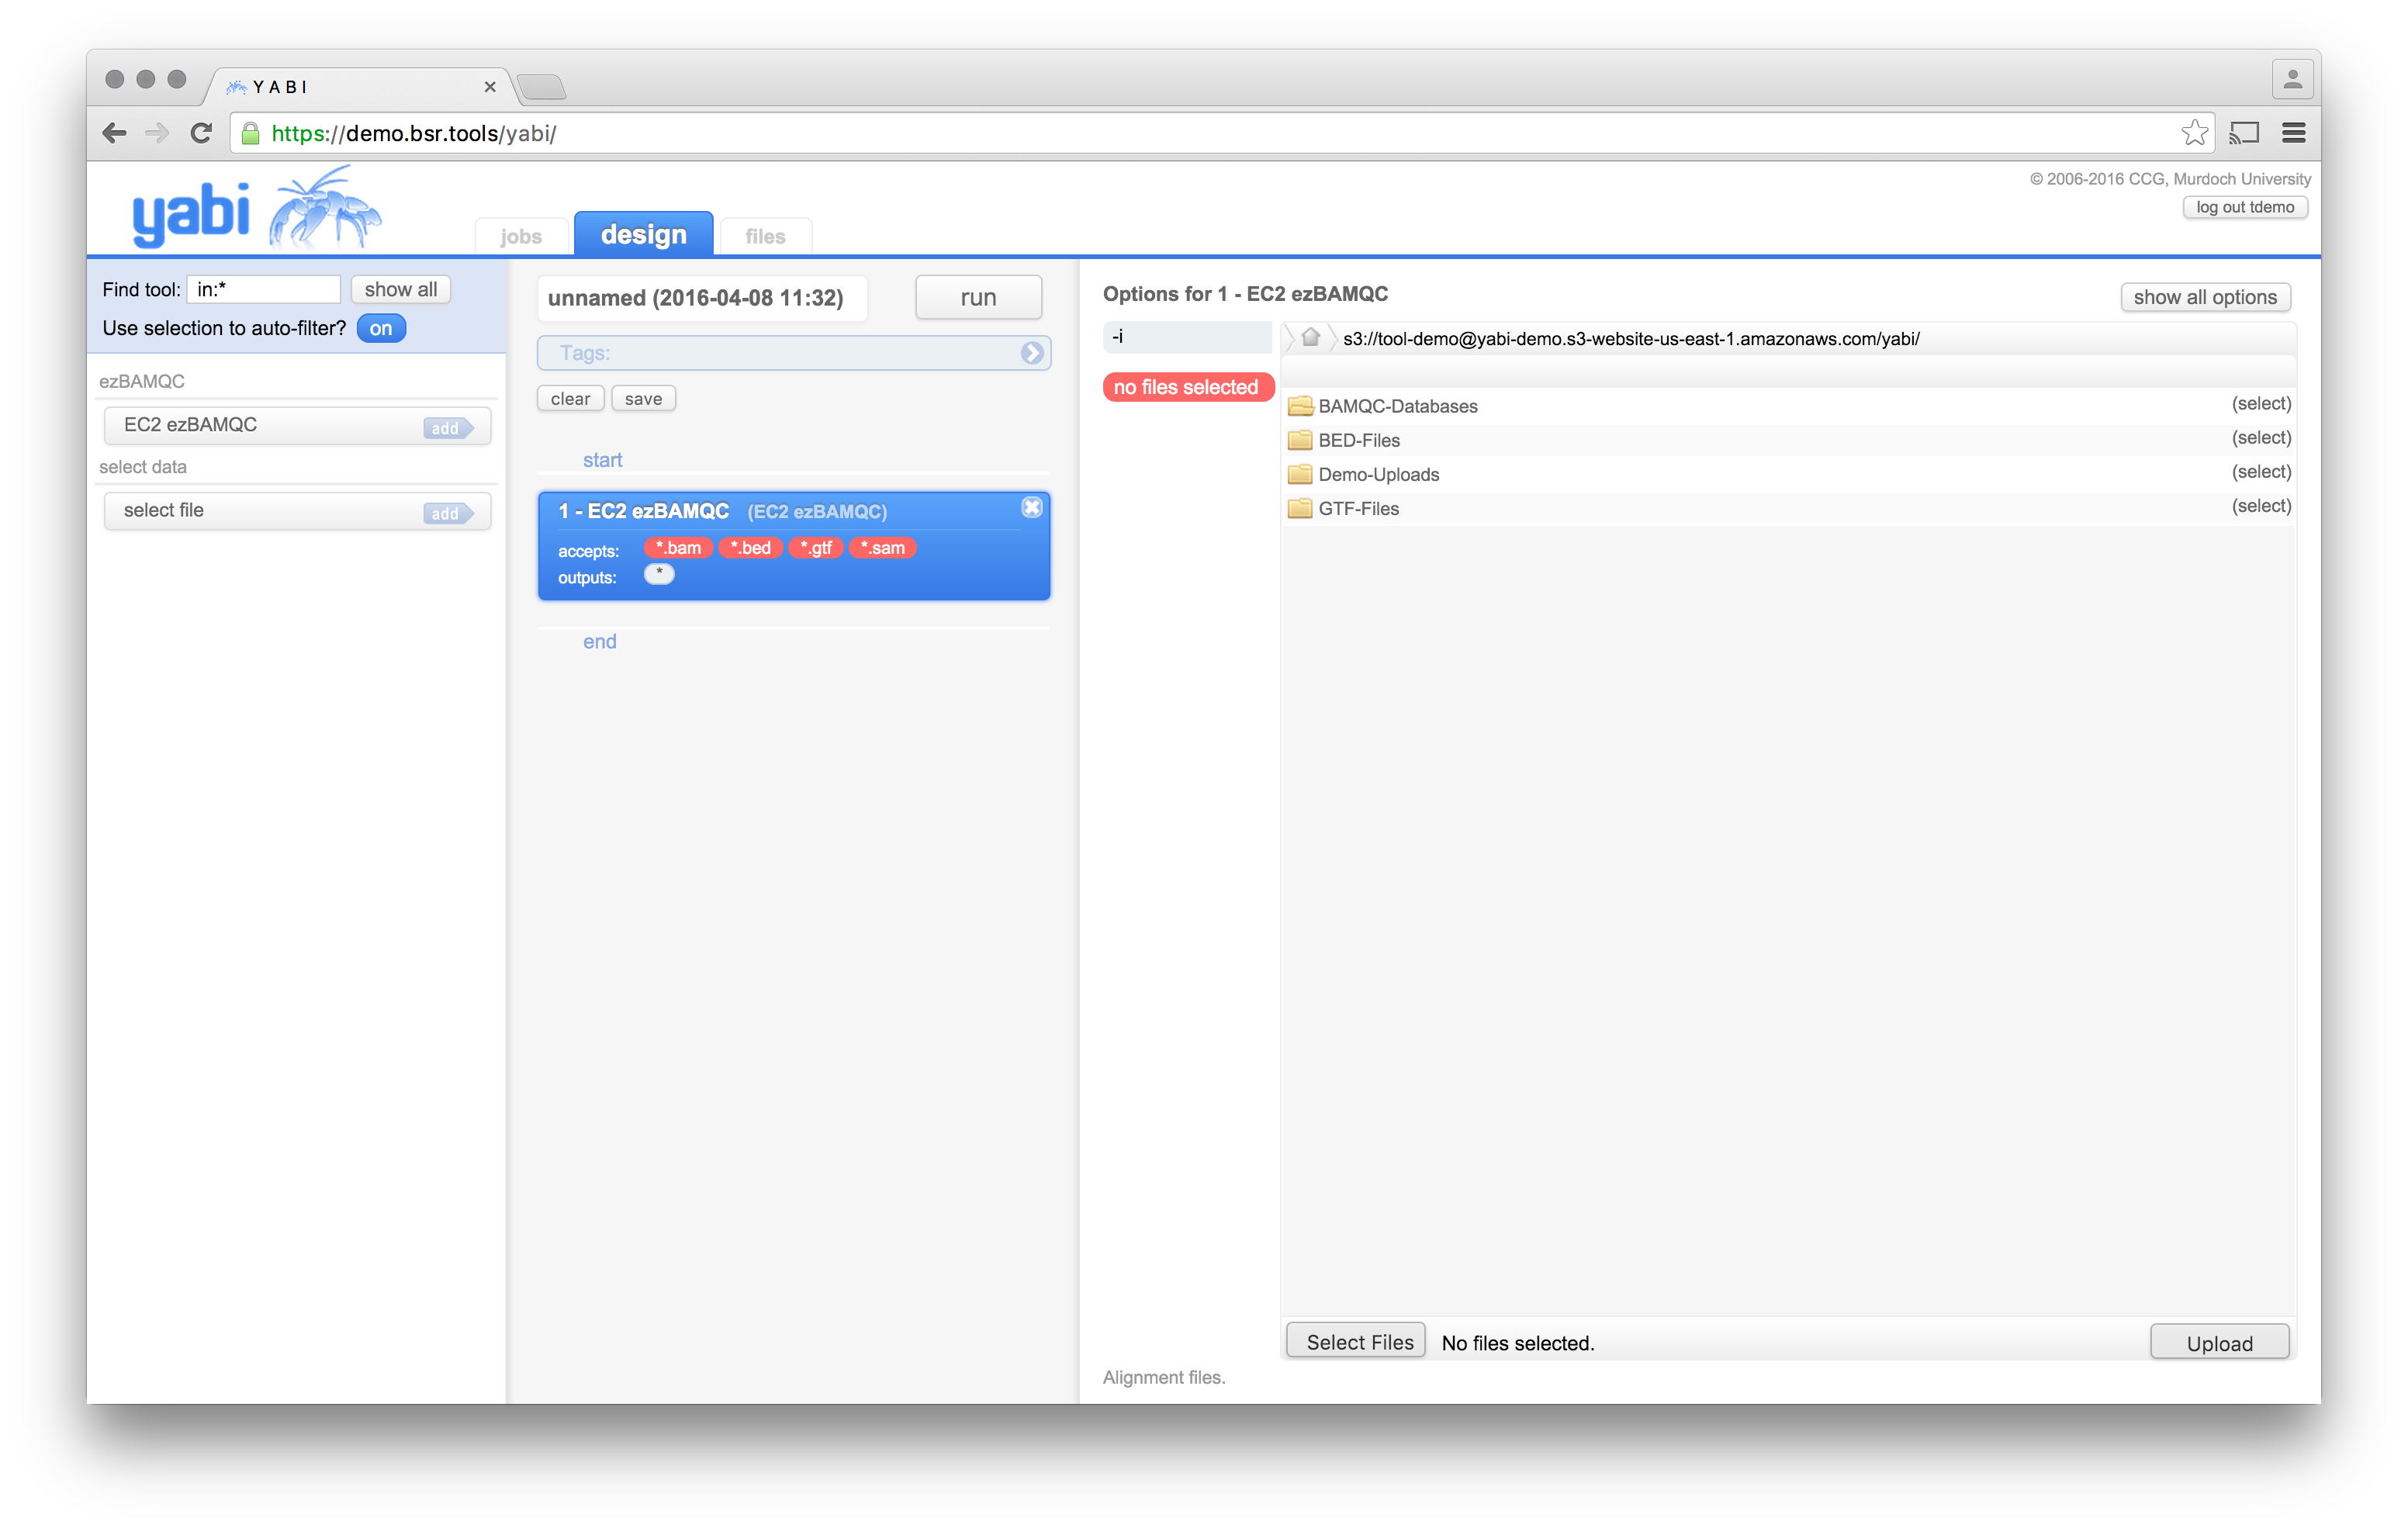 Y A B I
https://demo.bsr.tools/yabi/
yabi
jobs
design
files
© 2006-2016 CCG, Murdoch University
log out tdemo
Find tool: in:* show all
Use selection to auto-filter? on
ezBAMQC
EC2 ezBAMQC add
select data
select file add
unnamed (2016-04-08 11:32) run
Tags:
clear save
start
1 - EC2 ezBAMQC (EC2 ezBAMQC)
accepts: *.bam *.bed *.gtf *.sam
outputs: *
end
Options for 1 - EC2 ezBAMQC show all options
-i
no files selected
s3://tool-demo@yabi-demo.s3-website-us-east-1.amazonaws.com/yabi/
BAMQC-Databases (select)
BED-Files (select)
Demo-Uploads (select)
GTF-Files (select)
Select Files No files selected. Upload
Alignment files.